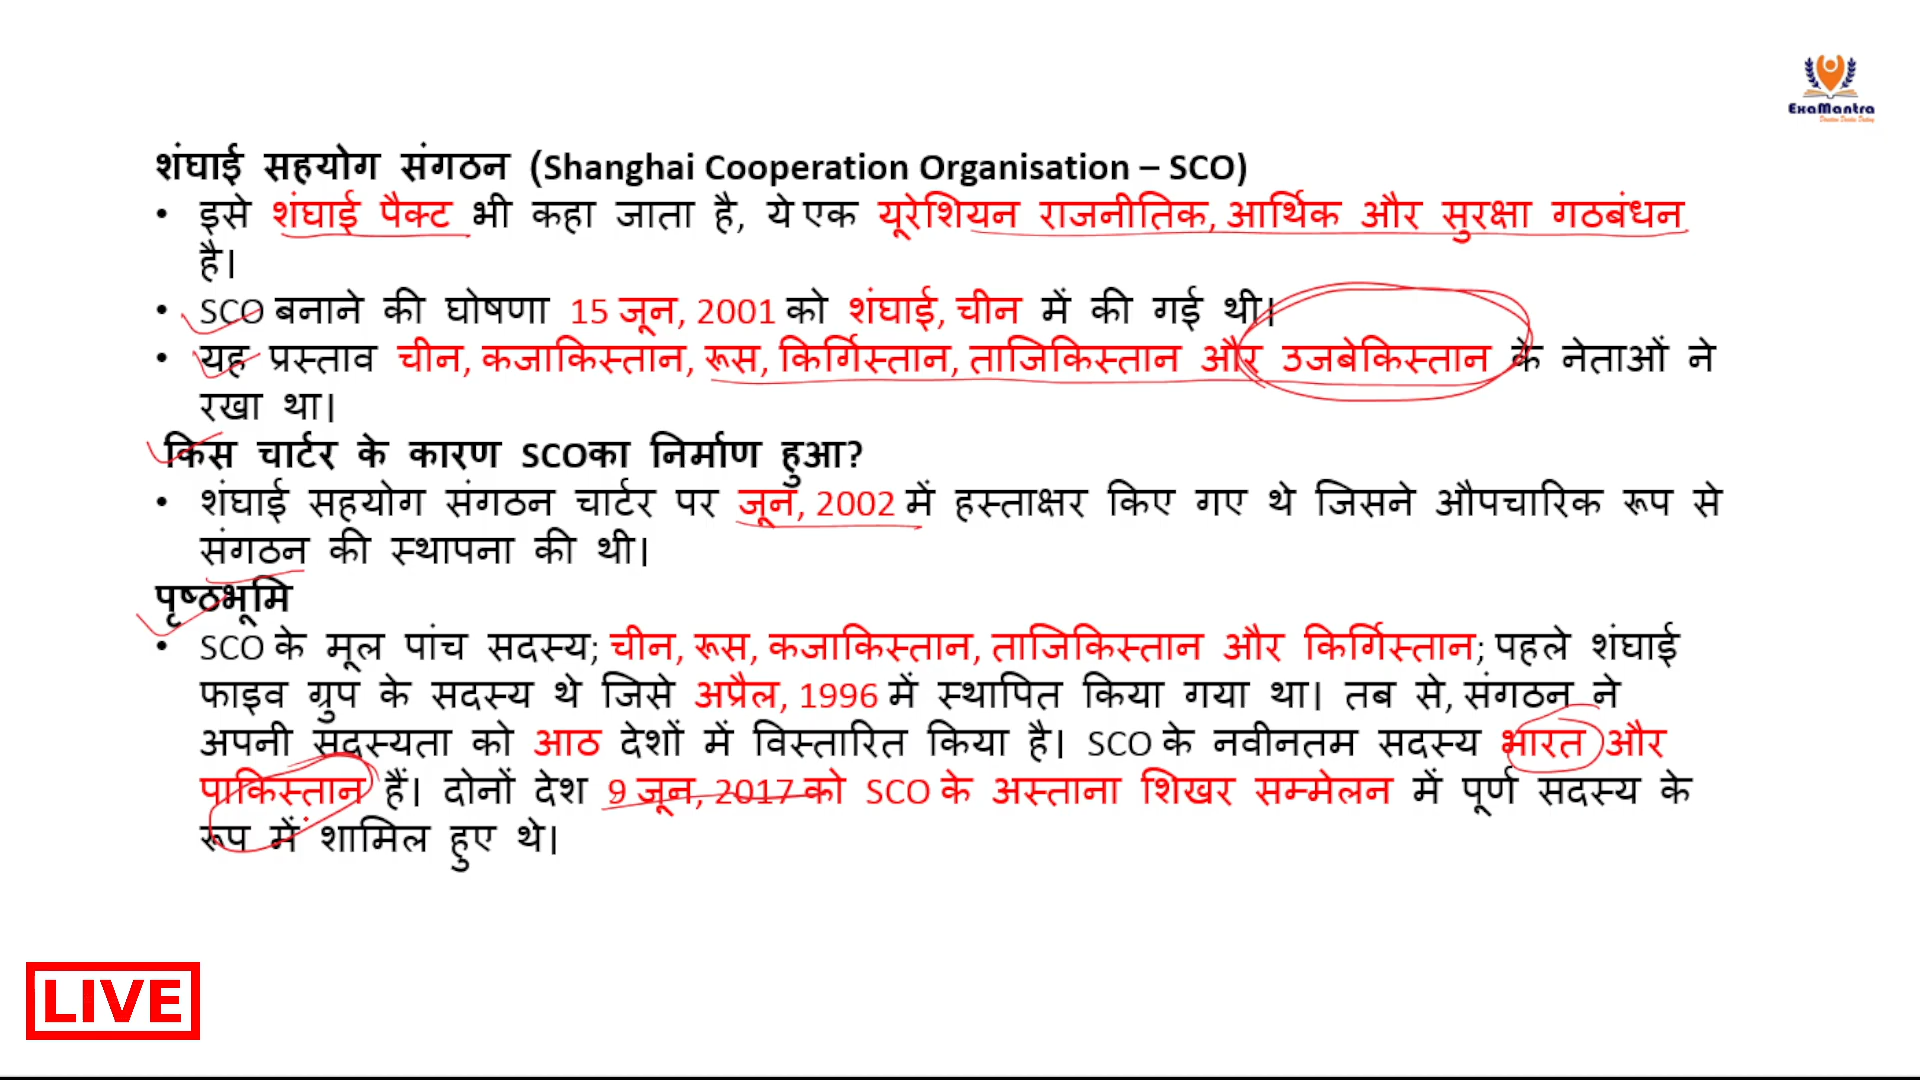 ExaMantra
शंघाई सहयोग संगठन (Shanghai Cooperation Organisation – SCO)
• इसे शंघाई पैक्ट भी कहा जाता है, ये एक यूरेशियन राजनीतिक, आर्थिक और सुरक्षा गठबंधन
है।
• SCO बनाने की घोषणा 15 जून, 2001 को शंघाई, चीन में की गई थी।
• यह प्रस्ताव चीन, कजाकिस्तान, रूस, किर्गिस्तान, ताजिकिस्तान और उजबेकिस्तान के नेताओं ने
रखा था।
किस चार्टर के कारण SCOका निर्माण हुआ?
• शंघाई सहयोग संगठन चार्टर पर जून, 2002 में हस्ताक्षर किए गए थे जिसने औपचारिक रूप से
संगठन की स्थापना की थी।
पृष्ठभूमि
• SCO के मूल पांच सदस्य; चीन, रूस, कजाकिस्तान, ताजिकिस्तान और किर्गिस्तान; पहले शंघाई
फाइव ग्रुप के सदस्य थे जिसे अप्रैल, 1996 में स्थापित किया गया था। तब से, संगठन ने
अपनी सदस्यता को आठ देशों में विस्तारित किया है। SCO के नवीनतम सदस्य भारत और
पाकिस्तान हैं। दोनों देश 9 जून, 2017 को SCO के अस्ताना शिखर सम्मेलन में पूर्ण सदस्य के
रूप में शामिल हुए थे।
LIVE